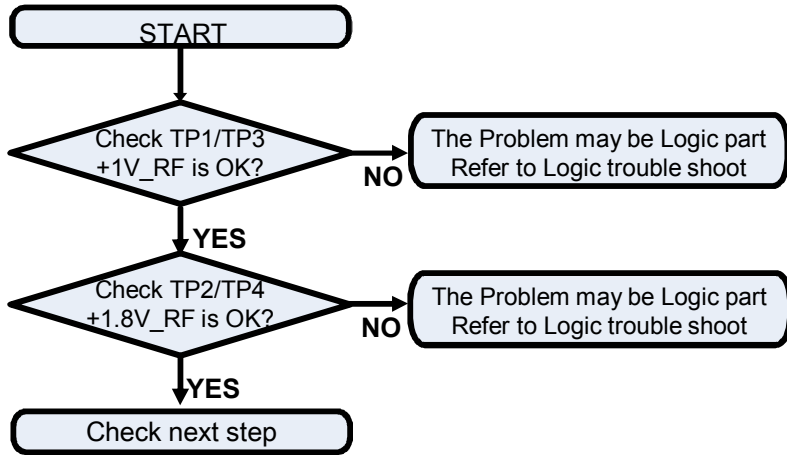 START
Check TP1/TP3
+1V_RF is OK?
NO
The Problem may be Logic part
Refer to Logic trouble shoot
YES
Check TP2/TP4
+1.8V_RF is OK?
NO
The Problem may be Logic part
Refer to Logic trouble shoot
YES
Check next step